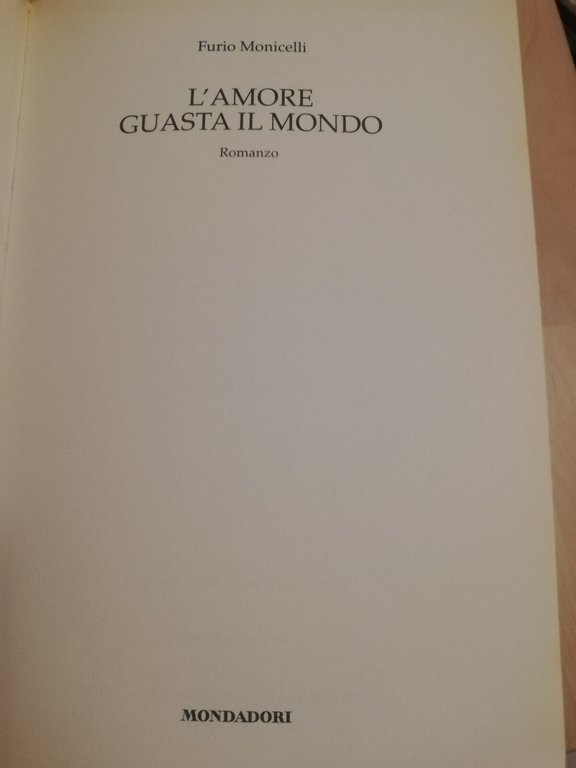 Furio Monicelli
L'AMORE
GUASTA IL MONDO
Romanzo
MONDADORI